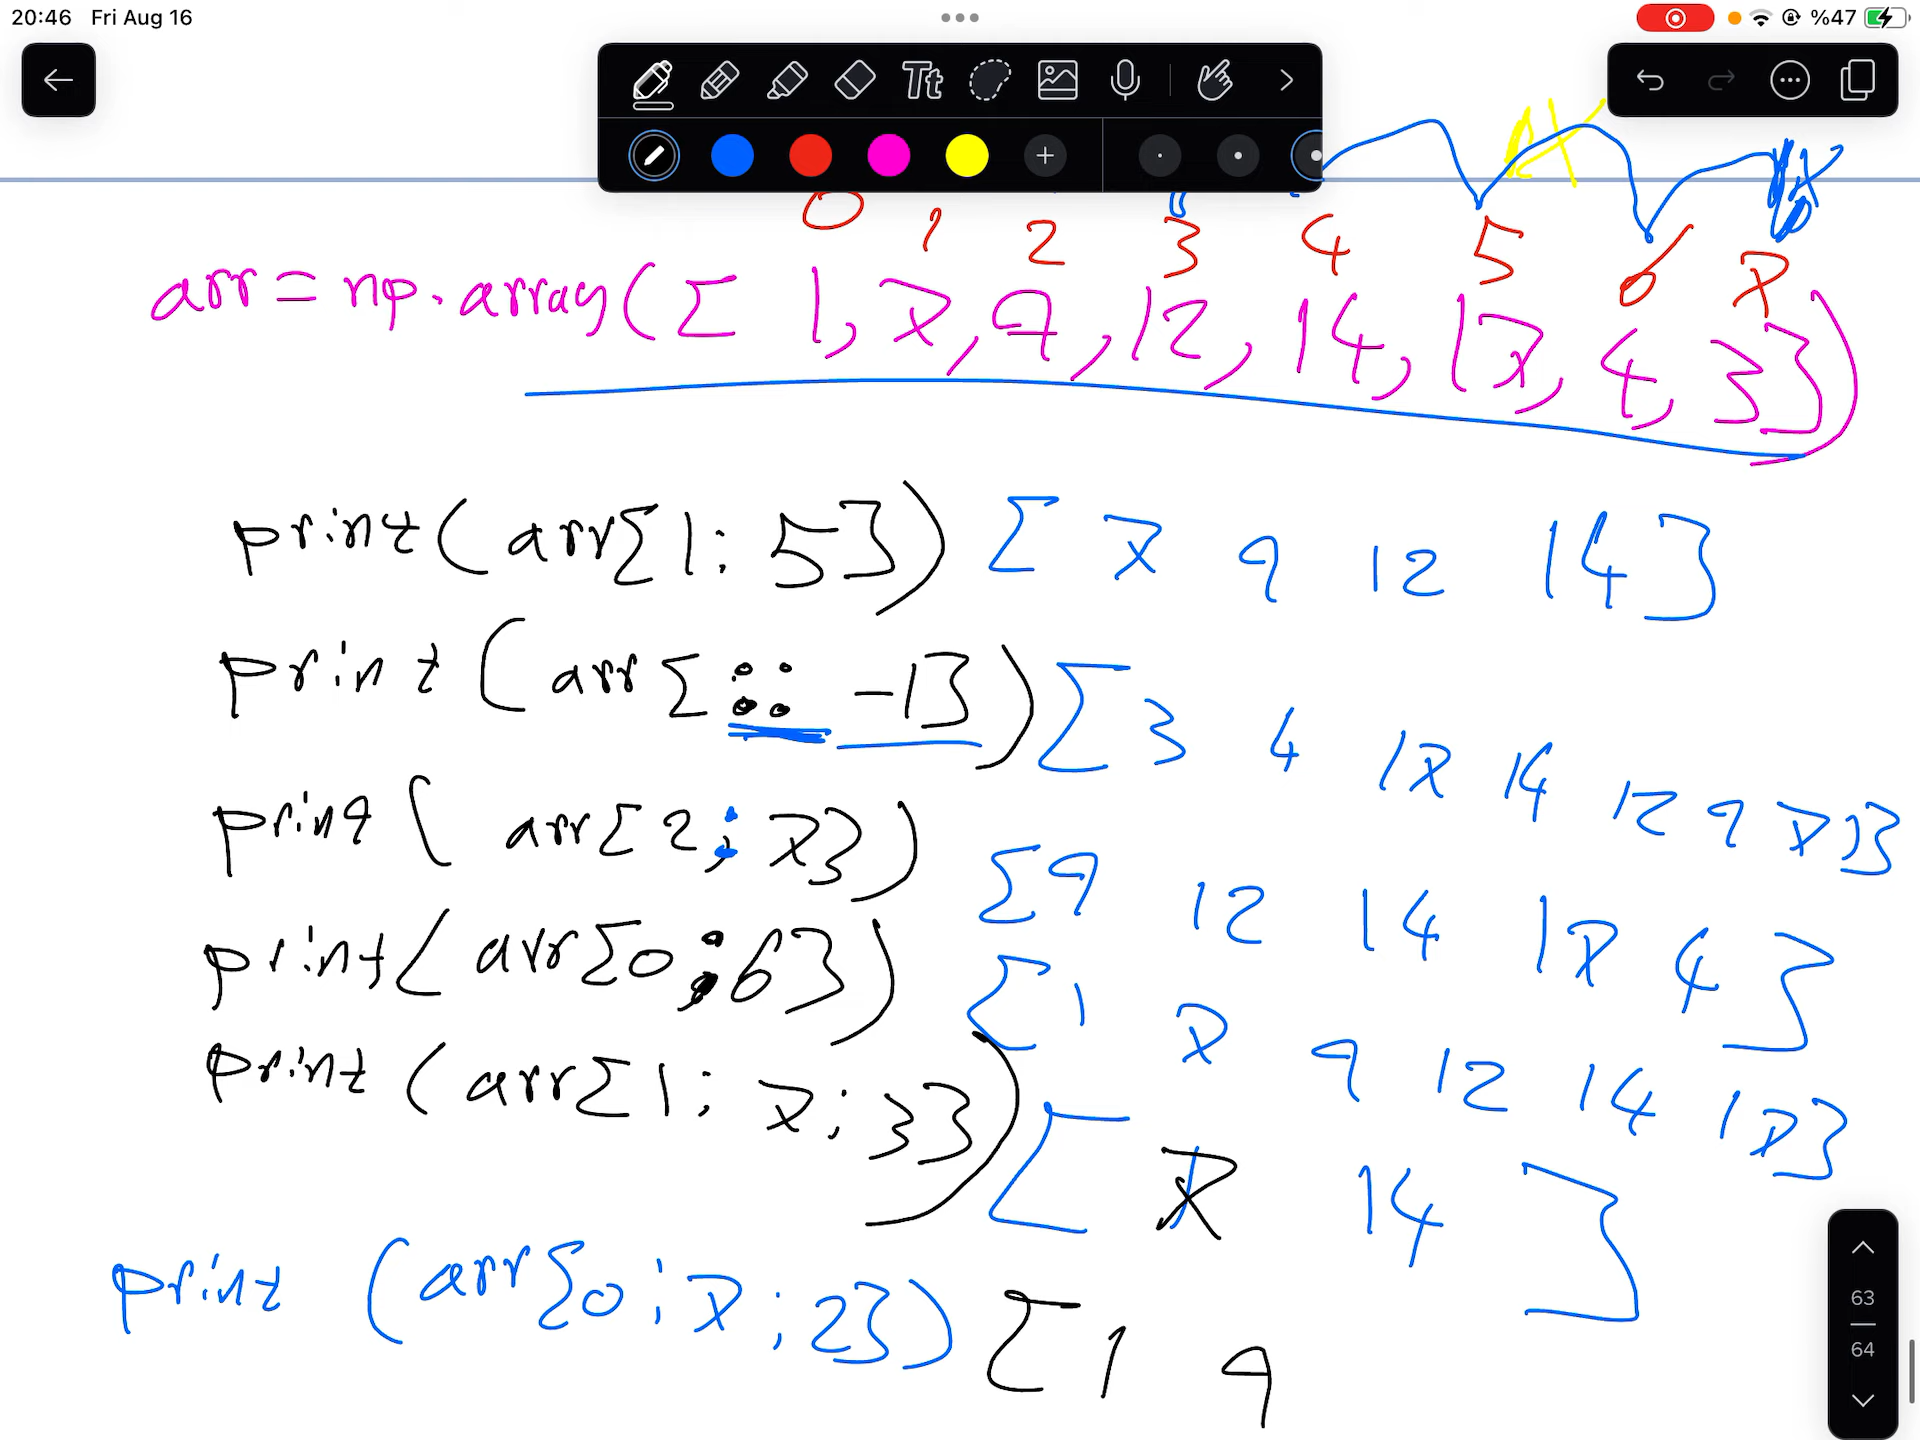 20:46 Fri Aug 16 %47
Tt
0 1 2 3 4 5 6 7
arr = np.array([ 1, 7, 9, 12, 14, 17, 4, 3])
print(arr[1: 5]) [ 7 9 12 14]
print(arr[:: -1]) [3 4 17 14 12 9 7 1]
print( arr[2: 7]) [9 12 14 17 4]
print( arr[0:6]) [1 7 9 12 14 17]
print (arr[1: 7: 3]) [ 7 14 ]
print (arr[0: 7: 2]) [1 9
63
64